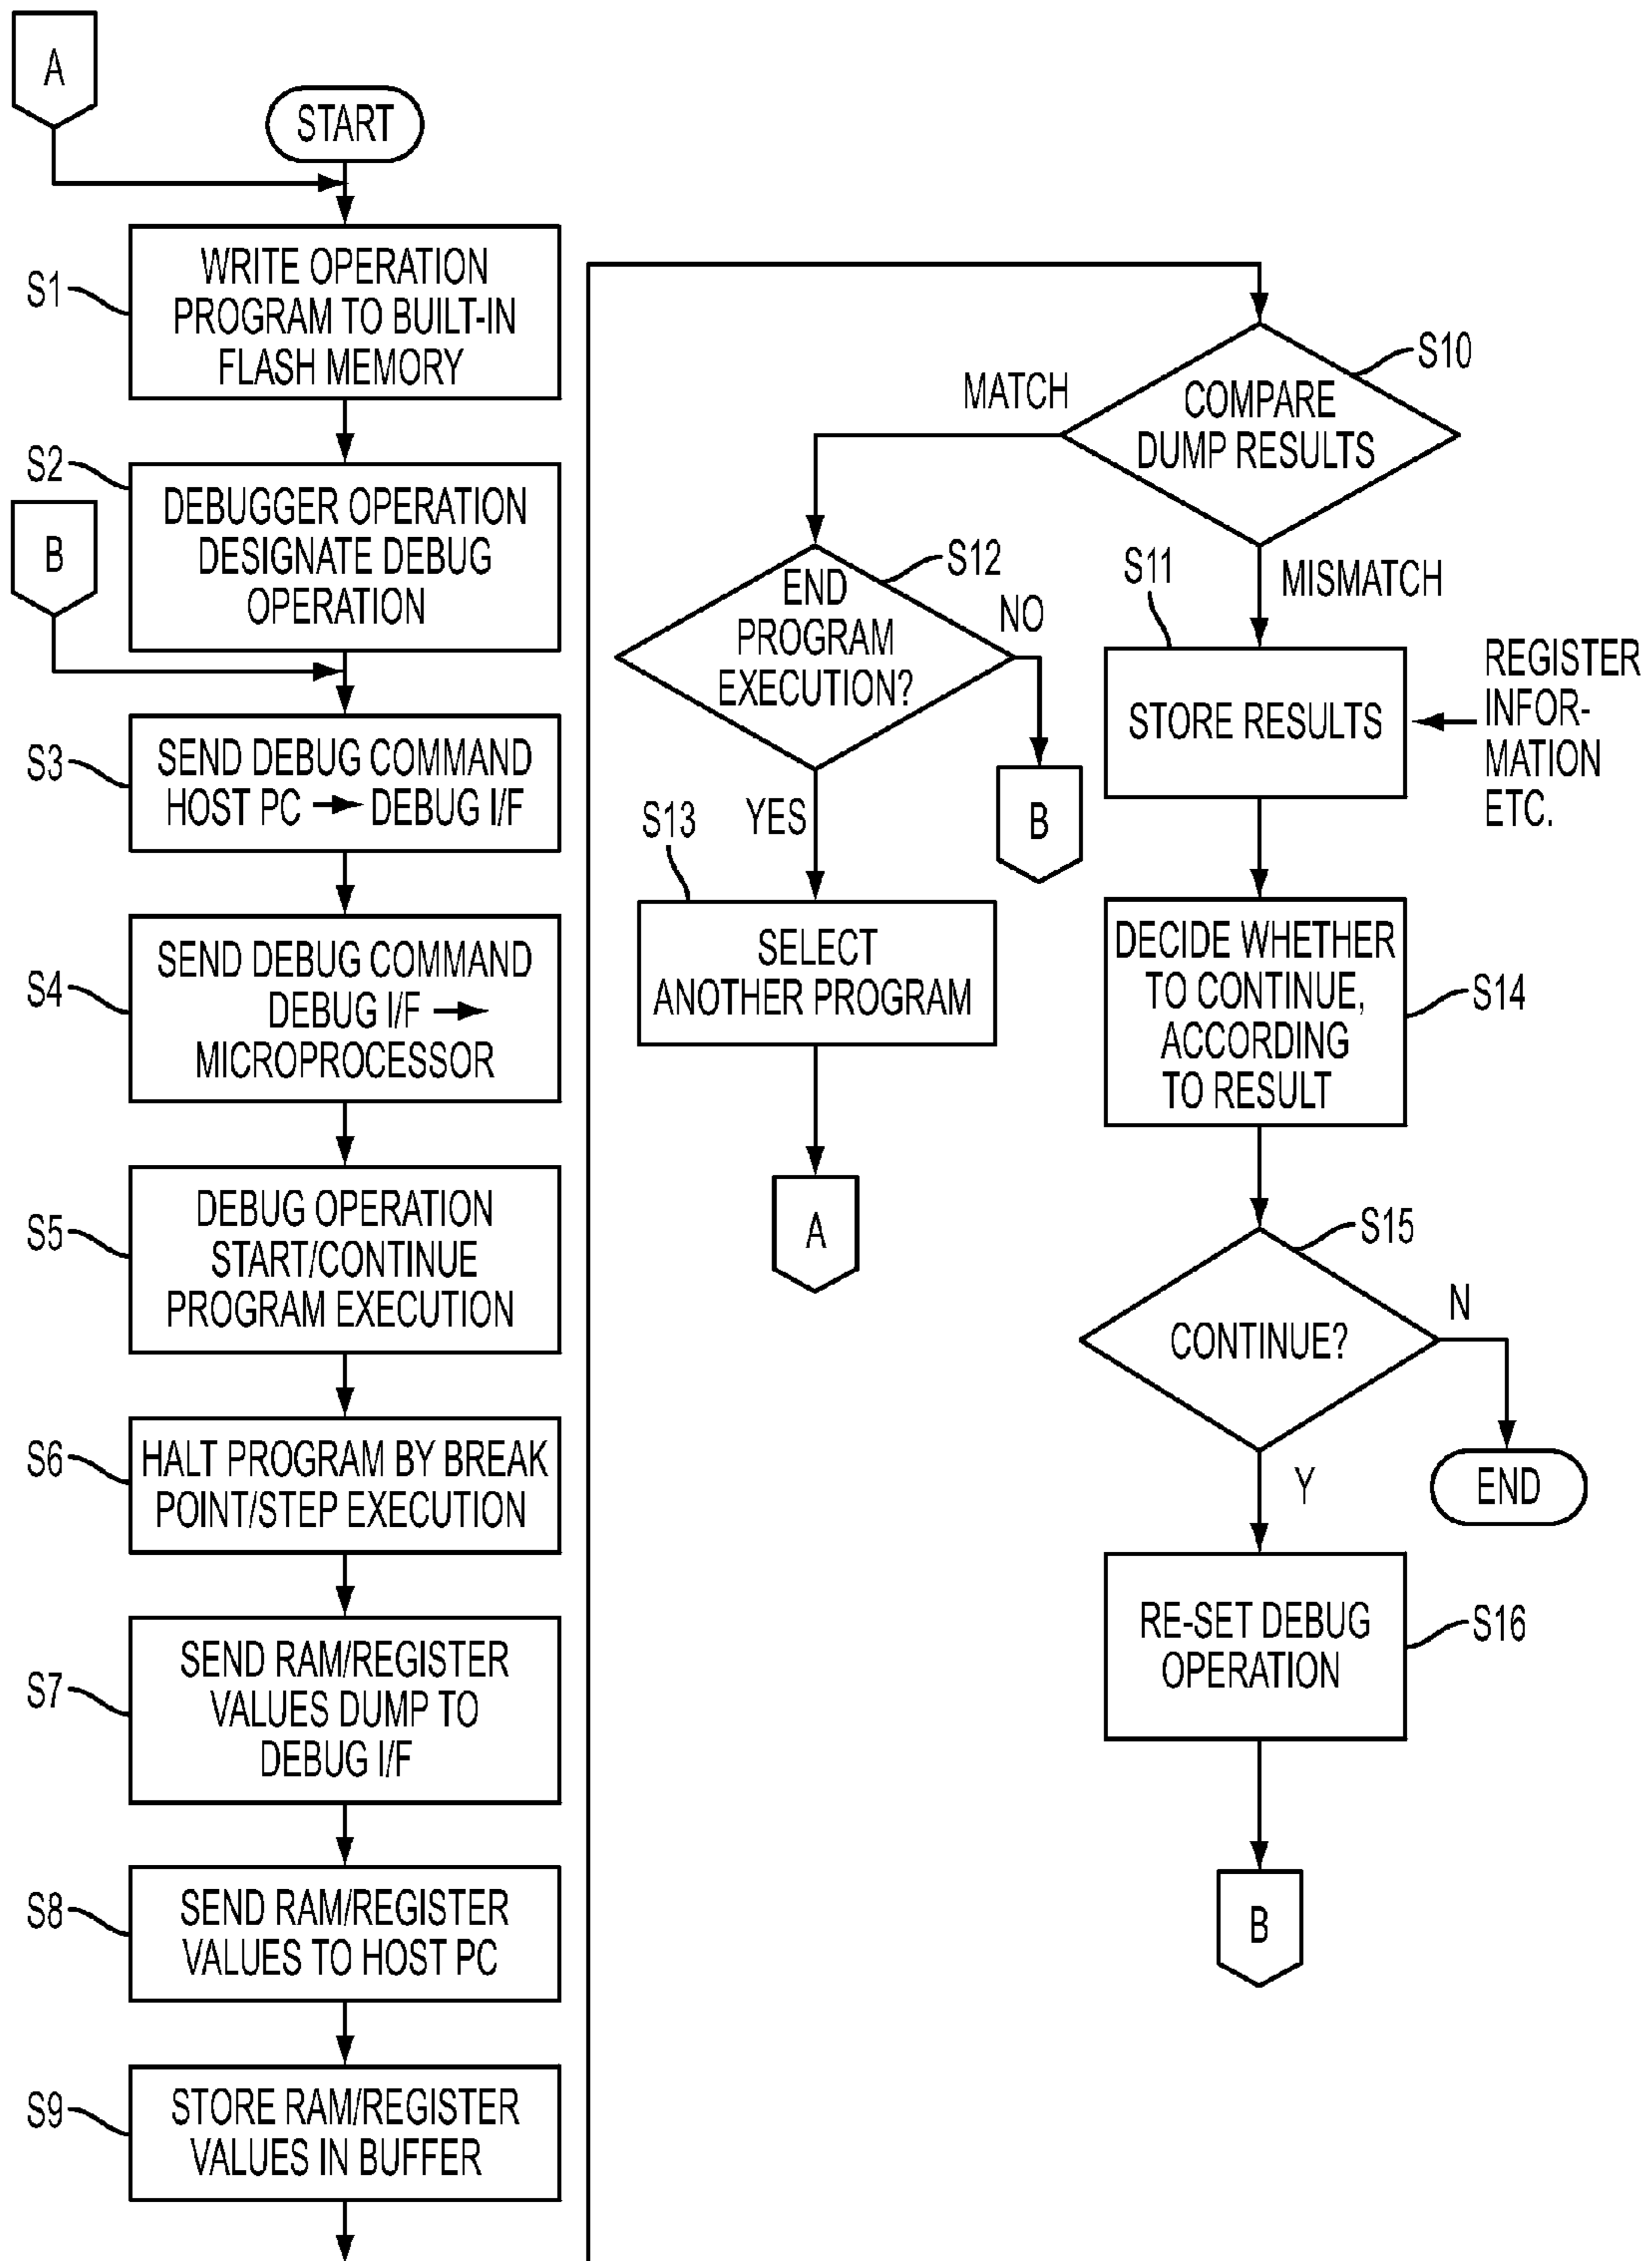 A
START
S1
WRITE OPERATION
PROGRAM TO BUILT-IN
FLASH MEMORY
S2
DEBUGGER OPERATION
DESIGNATE DEBUG
OPERATION
B
S3
SEND DEBUG COMMAND
HOST PC → DEBUG I/F
S4
SEND DEBUG COMMAND
DEBUG I/F →
MICROPROCESSOR
S5
DEBUG OPERATION
START/CONTINUE
PROGRAM EXECUTION
S6
HALT PROGRAM BY BREAK
POINT/STEP EXECUTION
S7
SEND RAM/REGISTER
VALUES DUMP TO
DEBUG I/F
S8
SEND RAM/REGISTER
VALUES TO HOST PC
S9
STORE RAM/REGISTER
VALUES IN BUFFER
S10
COMPARE
DUMP RESULTS
MATCH
MISMATCH
S12
END
PROGRAM
EXECUTION?
NO
B
YES
S13
SELECT
ANOTHER PROGRAM
A
S11
STORE RESULTS
REGISTER
INFOR-
MATION
ETC.
DECIDE WHETHER
TO CONTINUE,
ACCORDING
TO RESULT
S14
S15
CONTINUE?
N
END
Y
RE-SET DEBUG
OPERATION
S16
B